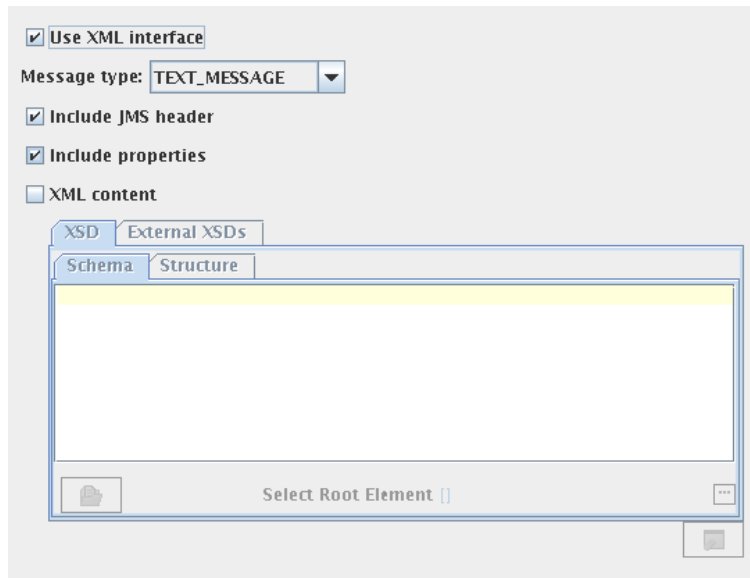 Use XML interface
Message type: TEXT_MESSAGE
Include JMS header
Include properties
XML content
XSD External XSDs
Schema Structure
Select Root Element []
...